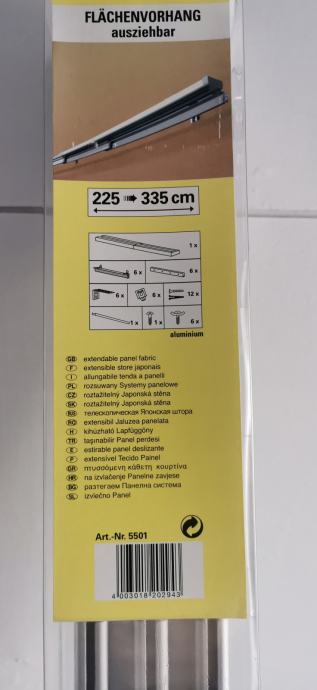 FLÄCHENVORHANG
ausziehbar
225 335 cm
1 x
6 x 6 x
6 x 6 x 12 x
1 x 1 x 6 x
aluminium
GB extendable panel fabric
F extensible store japonais
I allungabile tenda a panelli
PL rozsuwany Systemy panelowe
CZ roztažitelný Japonská stěna
SK roztažitelný Japonská stěna
RUS телескопическая Японская штора
RO extensibil Jaluzea panelata
H kihúzható Lapfüggöny
TR taşınabilir Panel perdesi
E estirable panel deslizante
P extensível Tecido Painel
GR πτυσσόμενη κάθετη κουρτίνα
HR na izvlačenje Panelne zavjese
BG разтегаем Панелна система
SL izvlečno Panel
Art.-Nr. 5501
4 003018 202943